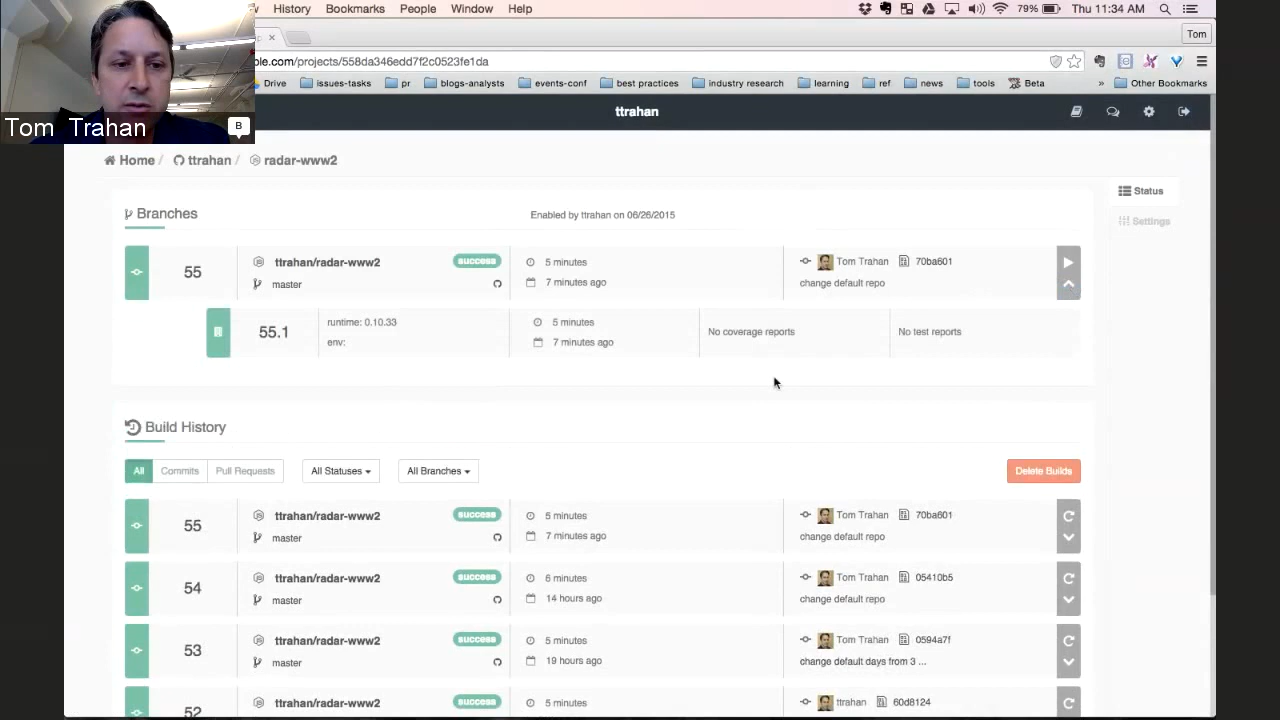 History Bookmarks People Window Help 79% Thu 11:34 AM
Tom
ple.com/projects/558da346edd7f2c0523fe1da
Drive issues-tasks pr blogs-analysts events-conf best practices industry research learning ref news tools Beta » Other Bookmarks
Tom Trahan B
ttrahan
Home / ttrahan / radar-www2
Status
Settings
Branches
Enabled by ttrahan on 06/26/2015
55 ttrahan/radar-www2 success 5 minutes Tom Trahan 70ba601
master 7 minutes ago change default repo
55.1 runtime: 0.10.33 5 minutes No coverage reports No test reports
env: 7 minutes ago
Build History
All Commits Pull Requests All Statuses All Branches Delete Builds
55 ttrahan/radar-www2 success 5 minutes Tom Trahan 70ba601
master 7 minutes ago change default repo
54 ttrahan/radar-www2 success 6 minutes Tom Trahan 05410b5
master 14 hours ago change default repo
53 ttrahan/radar-www2 success 5 minutes Tom Trahan 0594a7f
master 19 hours ago change default days from 3 ...
52 ttrahan/radar-www2 success 5 minutes ttrahan 60d8124